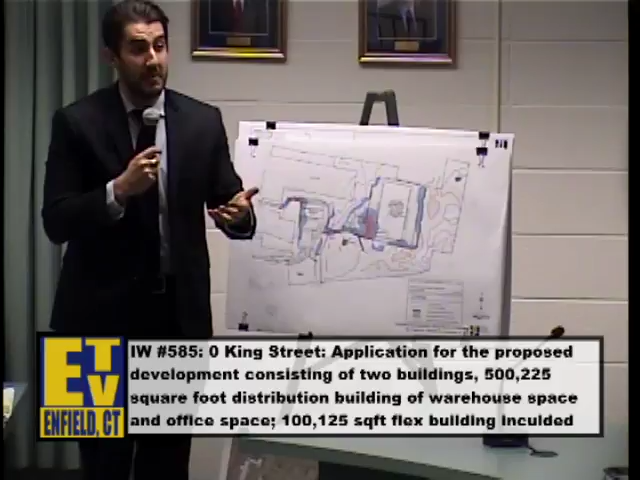 ETV
ENFIELD, CT
IW #585: 0 King Street: Application for the proposed
development consisting of two buildings, 500,225
square foot distribution building of warehouse space
and office space; 100,125 sqft flex building inculded